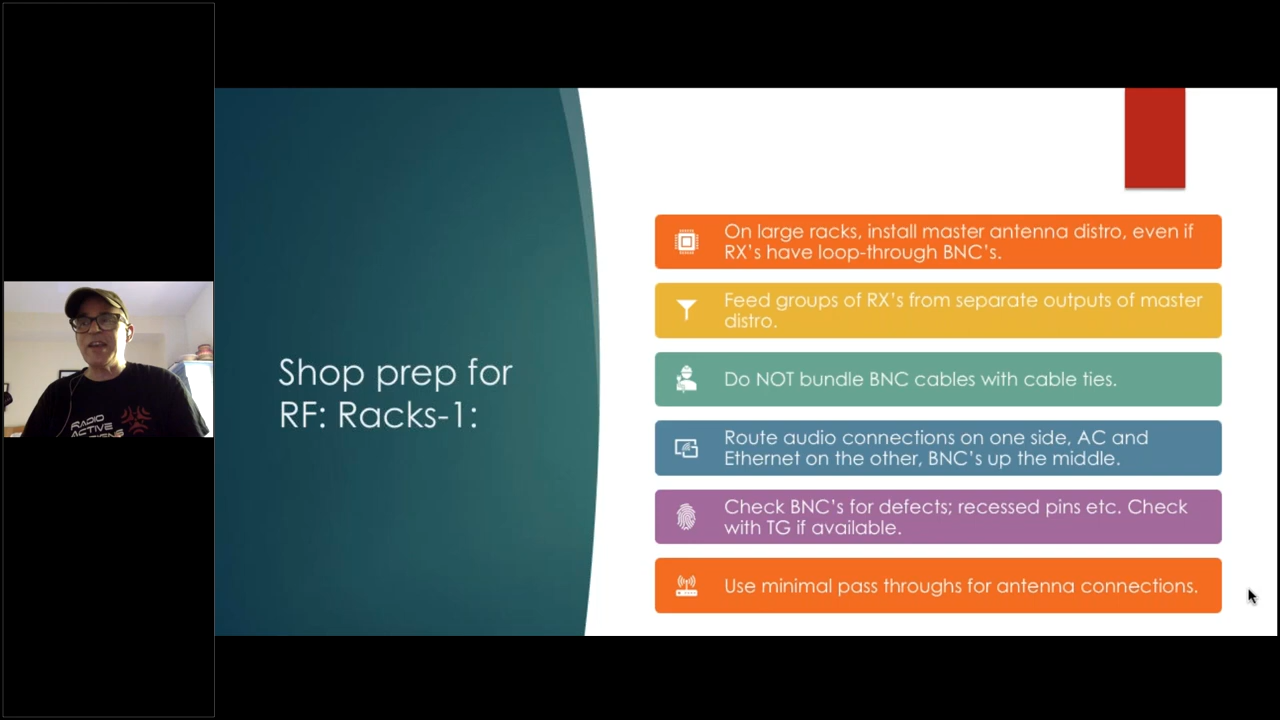 Shop prep for
RF: Racks-1:
On large racks, install master antenna distro, even if
RX's have loop-through BNC's.
Feed groups of RX's from separate outputs of master
distro.
Do NOT bundle BNC cables with cable ties.
Route audio connections on one side, AC and
Ethernet on the other, BNC's up the middle.
Check BNC's for defects; recessed pins etc. Check
with TG if available.
Use minimal pass throughs for antenna connections.
RADIO
ACTIVE